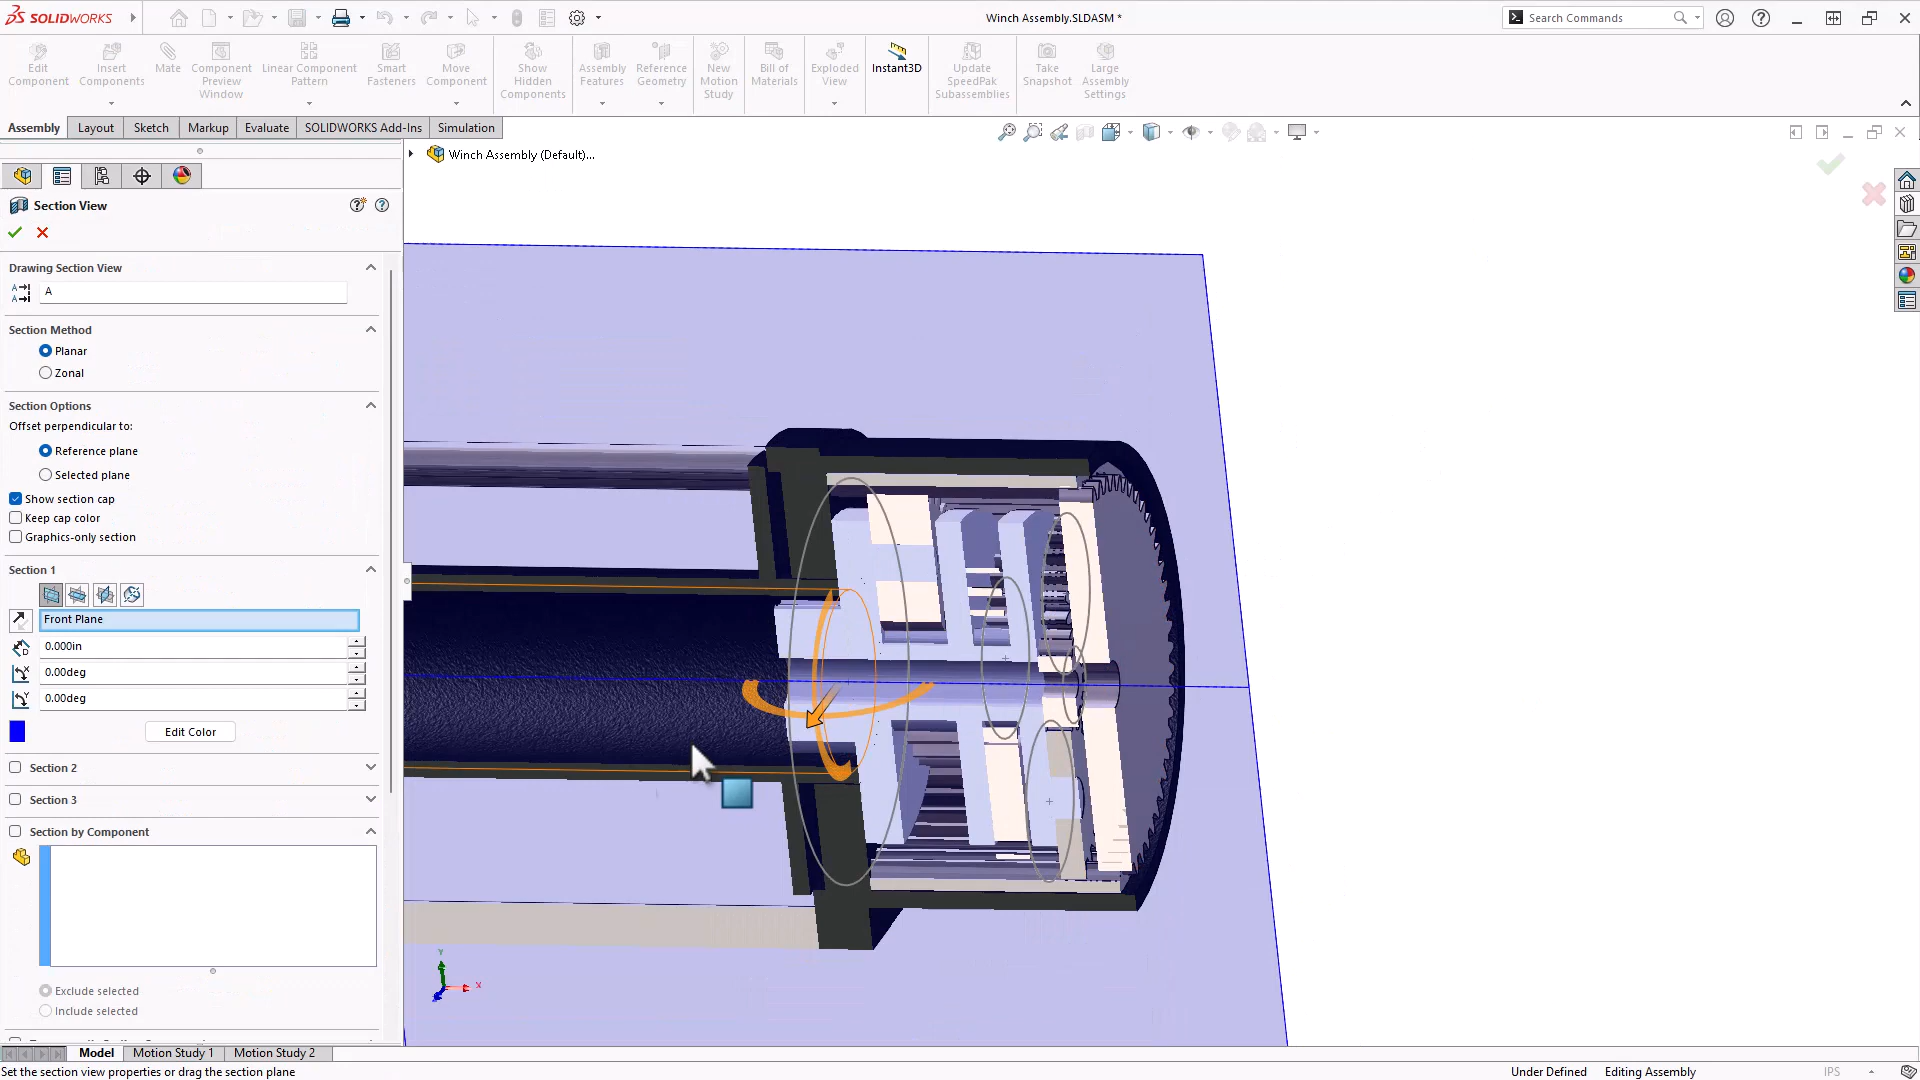 SOLIDWORKS
Winch Assembly.SLDASM *
Search Commands
Edit Component
Insert Components
Mate
Component Preview Window
Linear Component Pattern
Smart Fasteners
Move Component
Show Hidden Components
Assembly Features
Reference Geometry
New Motion Study
Bill of Materials
Exploded View
Instant3D
Update SpeedPak Subassemblies
Take Snapshot
Large Assembly Settings
Assembly
Layout
Sketch
Markup
Evaluate
SOLIDWORKS Add-Ins
Simulation
Winch Assembly (Default)...
Section View
Drawing Section View
A
Section Method
Planar
Zonal
Section Options
Offset perpendicular to:
Reference plane
Selected plane
Show section cap
Keep cap color
Graphics-only section
Section 1
Front Plane
0.000in
0.00deg
0.00deg
Edit Color
Section 2
Section 3
Section by Component
Exclude selected
Include selected
Y
X
Model
Motion Study 1
Motion Study 2
Set the section view properties or drag the section plane
Under Defined
Editing Assembly
IPS